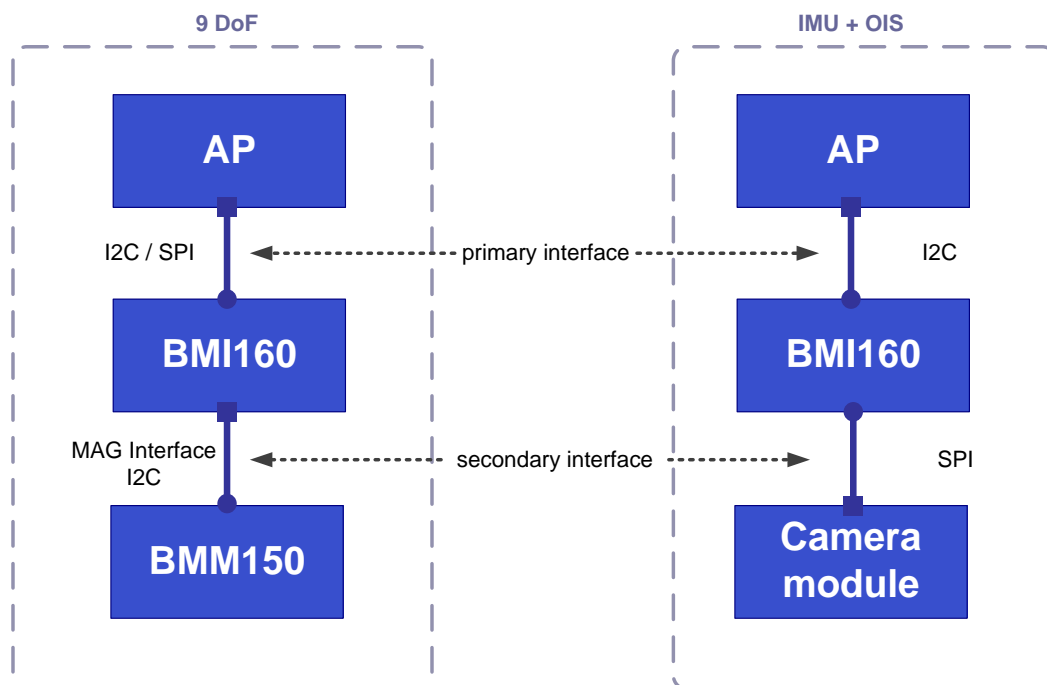 9 DoF
IMU + OIS
AP
AP
I2C / SPI
primary interface
I2C
BMI160
BMI160
MAG Interface
I2C
secondary interface
SPI
BMM150
Camera
module